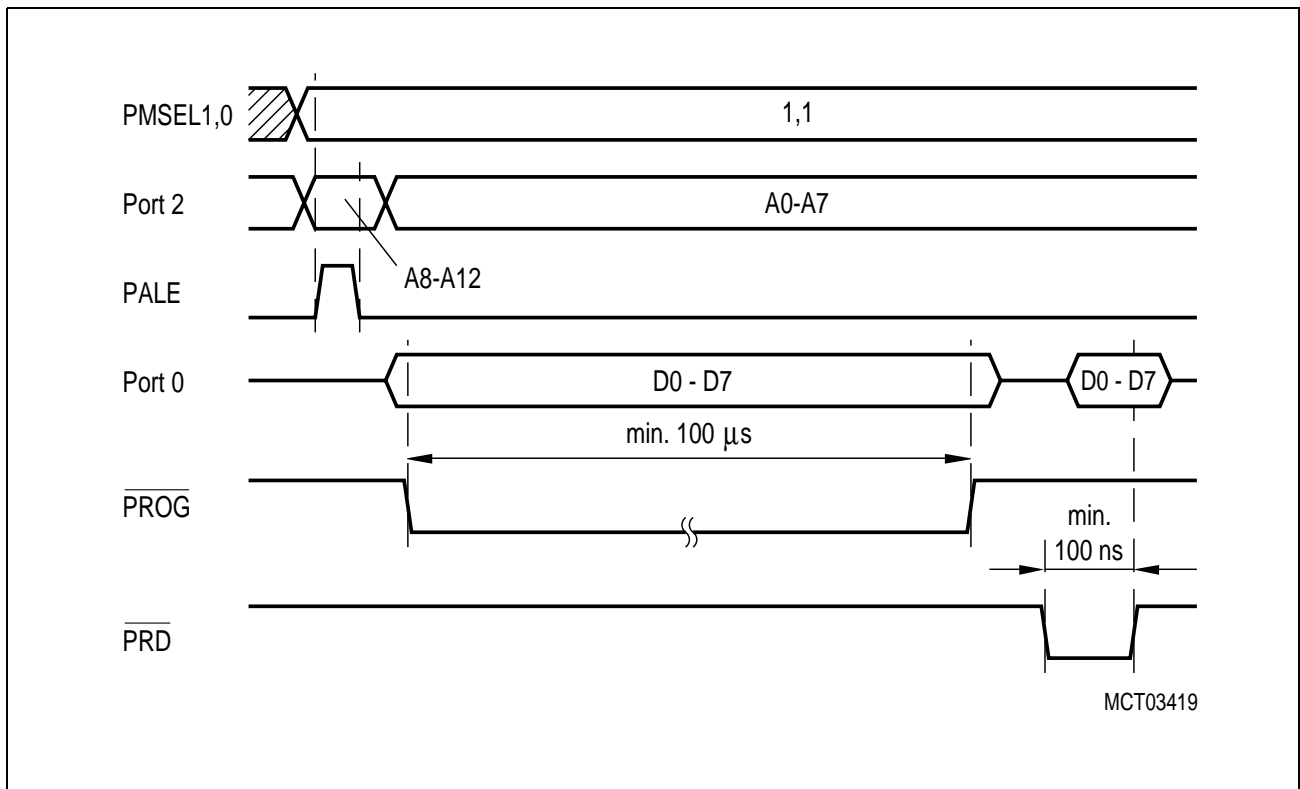 PMSEL1,0
1,1
Port 2
A0-A7
A8-A12
PALE
Port 0
D0 - D7
D0 - D7
min. 100 μs
PROG
min.
100 ns
PRD
MCT03419